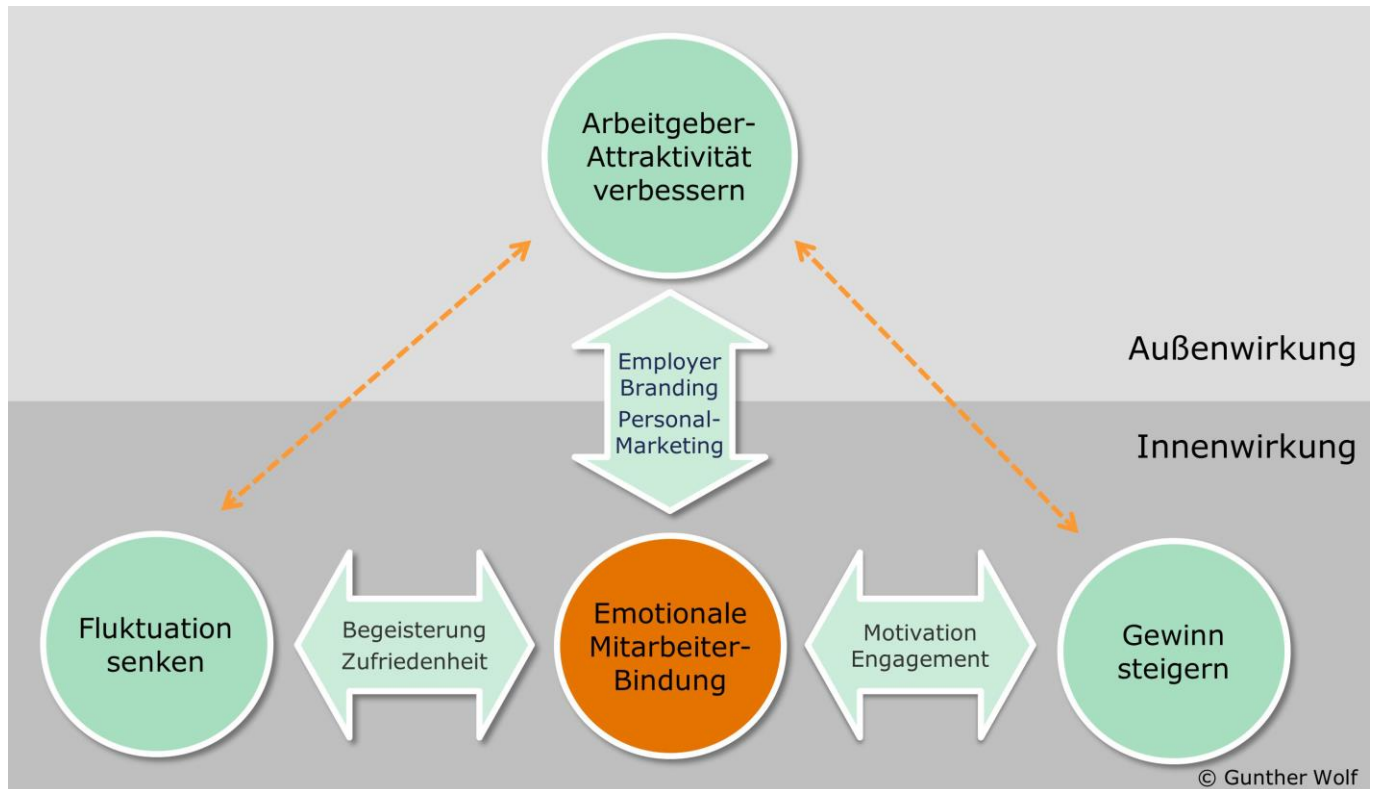 Arbeitgeber-
Attraktivität
verbessern
Employer
Branding
Personal-
Marketing
Außenwirkung
Innenwirkung
Fluktuation
senken
Begeisterung
Zufriedenheit
Emotionale
Mitarbeiter-
Bindung
Motivation
Engagement
Gewinn
steigern
© Gunther Wolf